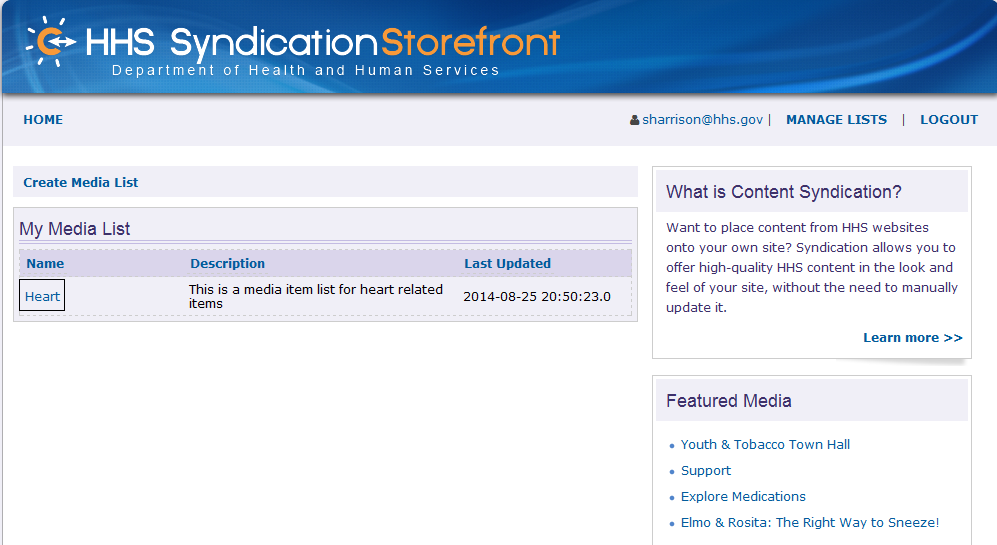 HHS Syndication Storefront
Department of Health and Human Services
HOME
sharrison@hhs.gov | MANAGE LISTS | LOGOUT
Create Media List
My Media List
Name Description Last Updated
Heart
This is a media item list for heart related
items
2014-08-25 20:50:23.0
What is Content Syndication?
Want to place content from HHS websites
onto your own site? Syndication allows you to
offer high-quality HHS content in the look and
feel of your site, without the need to manually
update it.
Learn more >>
Featured Media
Youth & Tobacco Town Hall
Support
Explore Medications
Elmo & Rosita: The Right Way to Sneeze!